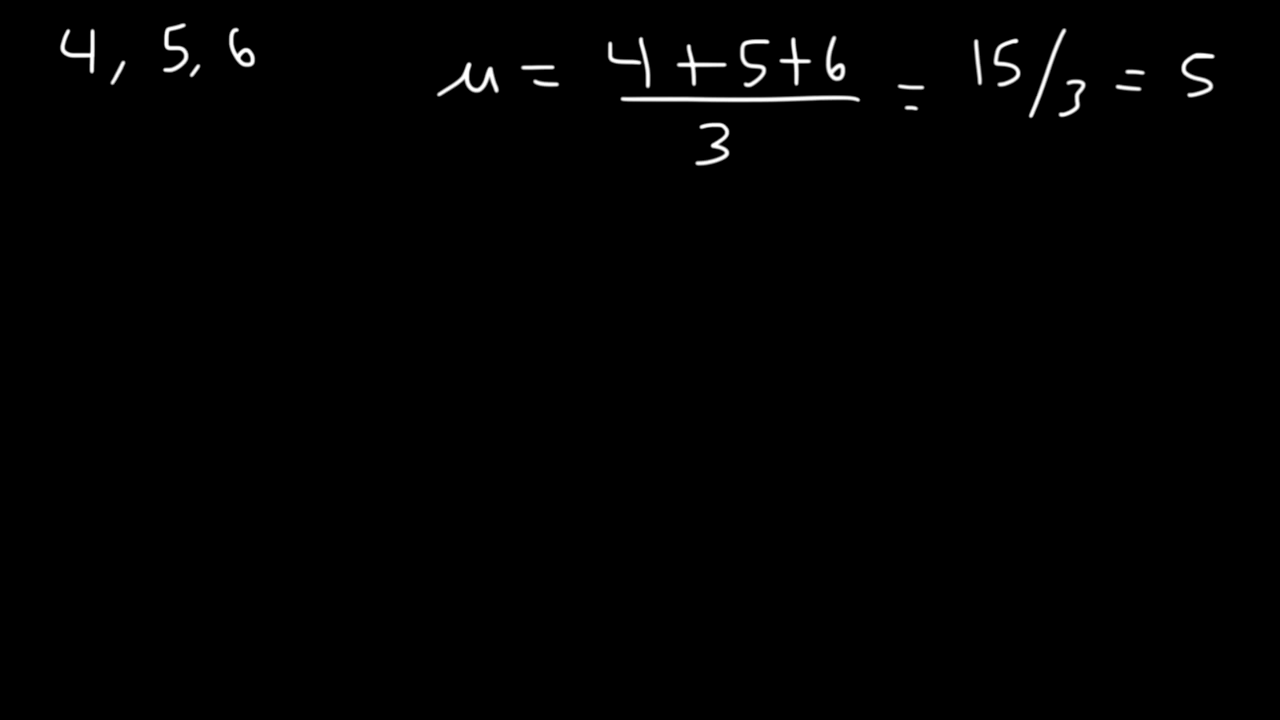 4, 5, 6
μ = (4+5+6)/3 = 15/3 = 5